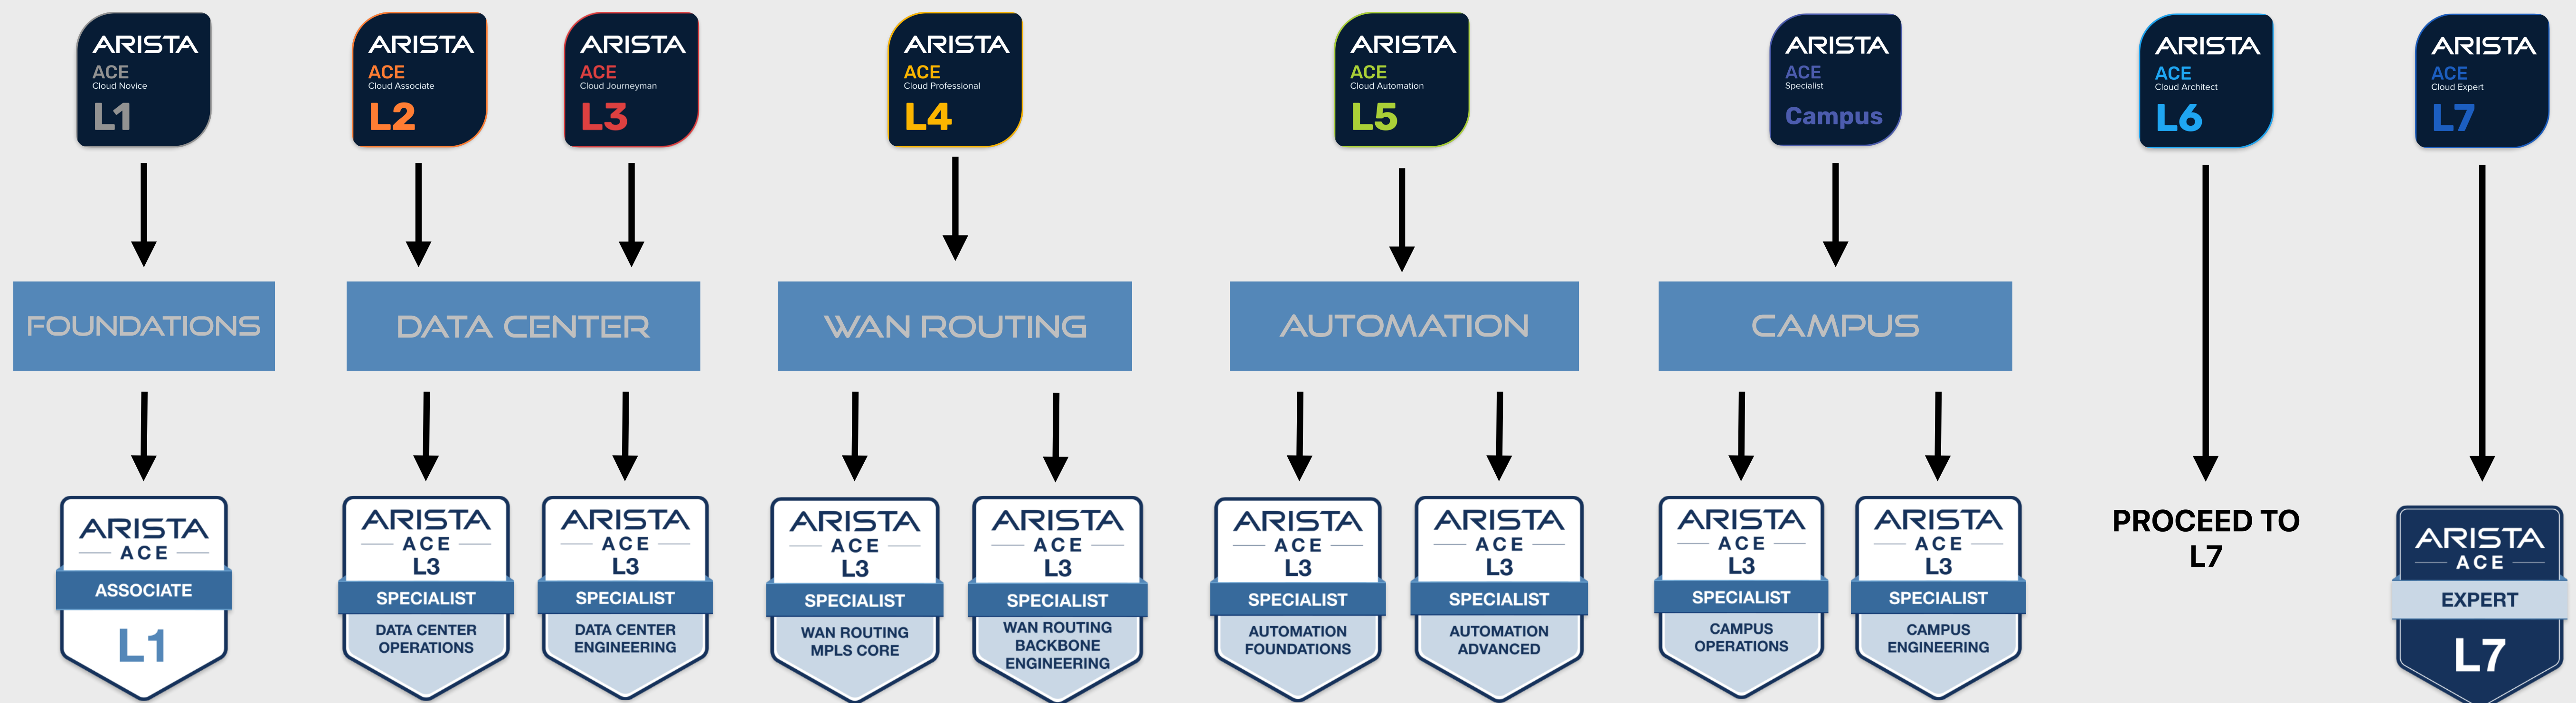 ARISTA
ACE
Cloud Novice
L1
ARISTA
ACE
Cloud Associate
L2
ARISTA
ACE
Cloud Journeyman
L3
ARISTA
ACE
Cloud Professional
L4
ARISTA
ACE
Cloud Automation
L5
ARISTA
ACE
Specialist
Campus
ARISTA
ACE
Cloud Architect
L6
ARISTA
ACE
Cloud Expert
L7
FOUNDATIONS
DATA CENTER
WAN ROUTING
AUTOMATION
CAMPUS
ARISTA
ACE
ASSOCIATE
L1
ARISTA
ACE
L3
SPECIALIST
DATA CENTER
OPERATIONS
ARISTA
ACE
L3
SPECIALIST
DATA CENTER
ENGINEERING
ARISTA
ACE
L3
SPECIALIST
WAN ROUTING
MPLS CORE
ARISTA
ACE
L3
SPECIALIST
WAN ROUTING
BACKBONE
ENGINEERING
ARISTA
ACE
L3
SPECIALIST
AUTOMATION
FOUNDATIONS
ARISTA
ACE
L3
SPECIALIST
AUTOMATION
ADVANCED
ARISTA
ACE
L3
SPECIALIST
CAMPUS
OPERATIONS
ARISTA
ACE
L3
SPECIALIST
CAMPUS
ENGINEERING
PROCEED TO
L7
ARISTA
ACE
EXPERT
L7